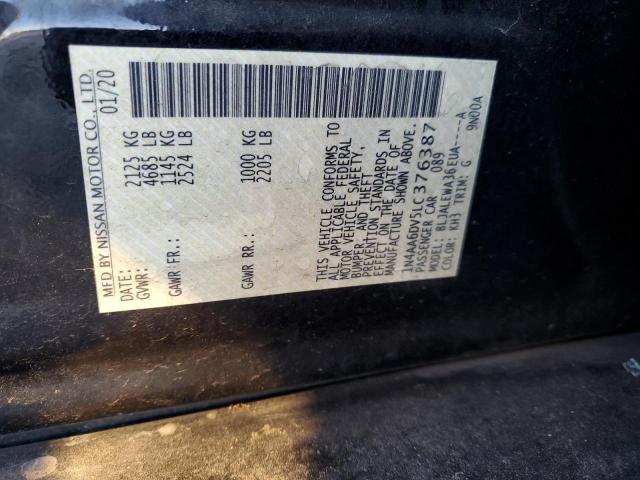 MFD BY NISSAN MOTOR CO., LTD.
DATE: 01/20
GVWR: 2125 KG
4685 LB
GAWR FR.: 1145 KG
2524 LB
GAWR RR.: 1000 KG
2205 LB
THIS VEHICLE CONFORMS TO
ALL APPLICABLE FEDERAL
MOTOR VEHICLE SAFETY,
BUMPER, AND THEFT
PREVENTION STANDARDS IN
EFFECT ON THE DATE OF
MANUFACTURE SHOWN ABOVE.
1N4AA6DV5LC376387
PASSENGER CAR 089
MODEL: BLJALEWA36EUA----A
COLOR: KH3 TRIM: G 9N00A